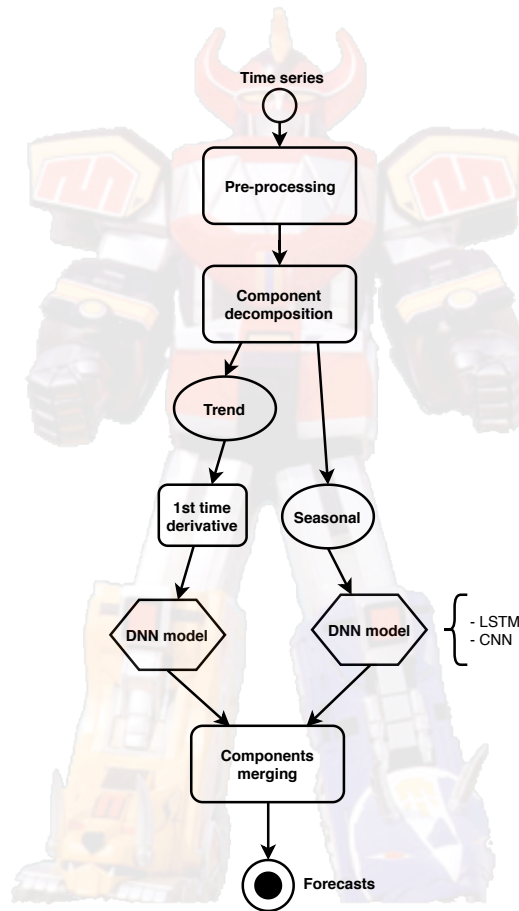 Time series
Pre-processing
Component
decomposition
Trend
1st time
derivative
Seasonal
DNN model
DNN model
- LSTM
- CNN
Components
merging
Forecasts